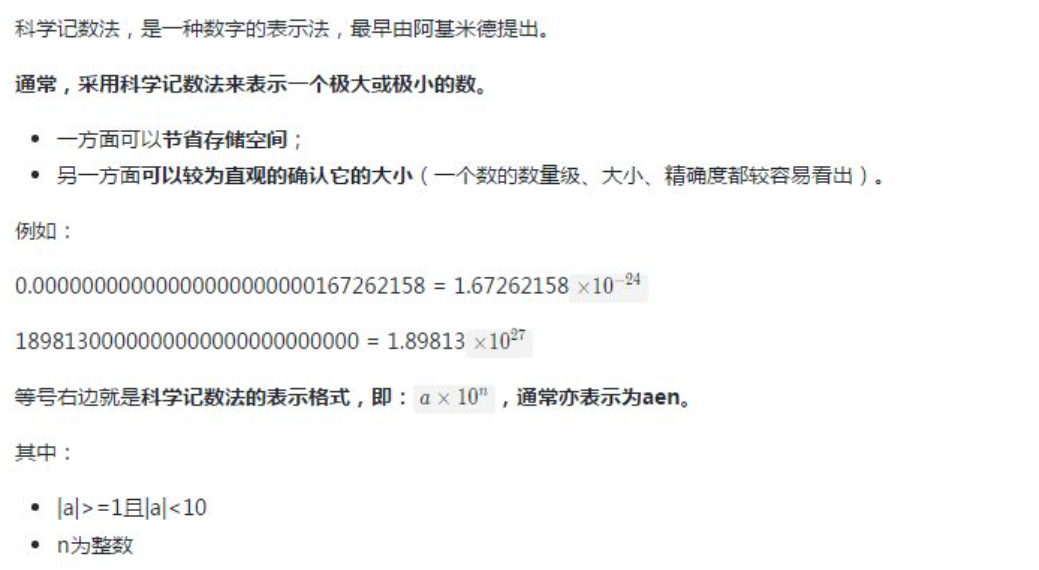 科学记数法，是一种数字的表示法，最早由阿基米德提出。
通常，采用科学记数法来表示一个极大或极小的数。
• 一方面可以节省存储空间；
• 另一方面可以较为直观的确认它的大小（一个数的数量级、大小、精确度都较容易看出）。
例如：
0.00000000000000000000000167262158 = 1.67262158 ×10⁻²⁴
1898130000000000000000000000 = 1.89813 ×10²⁷
等号右边就是科学记数法的表示格式，即： a × 10ⁿ ，通常亦表示为aen。
其中：
• |a|>=1且|a|<10
• n为整数